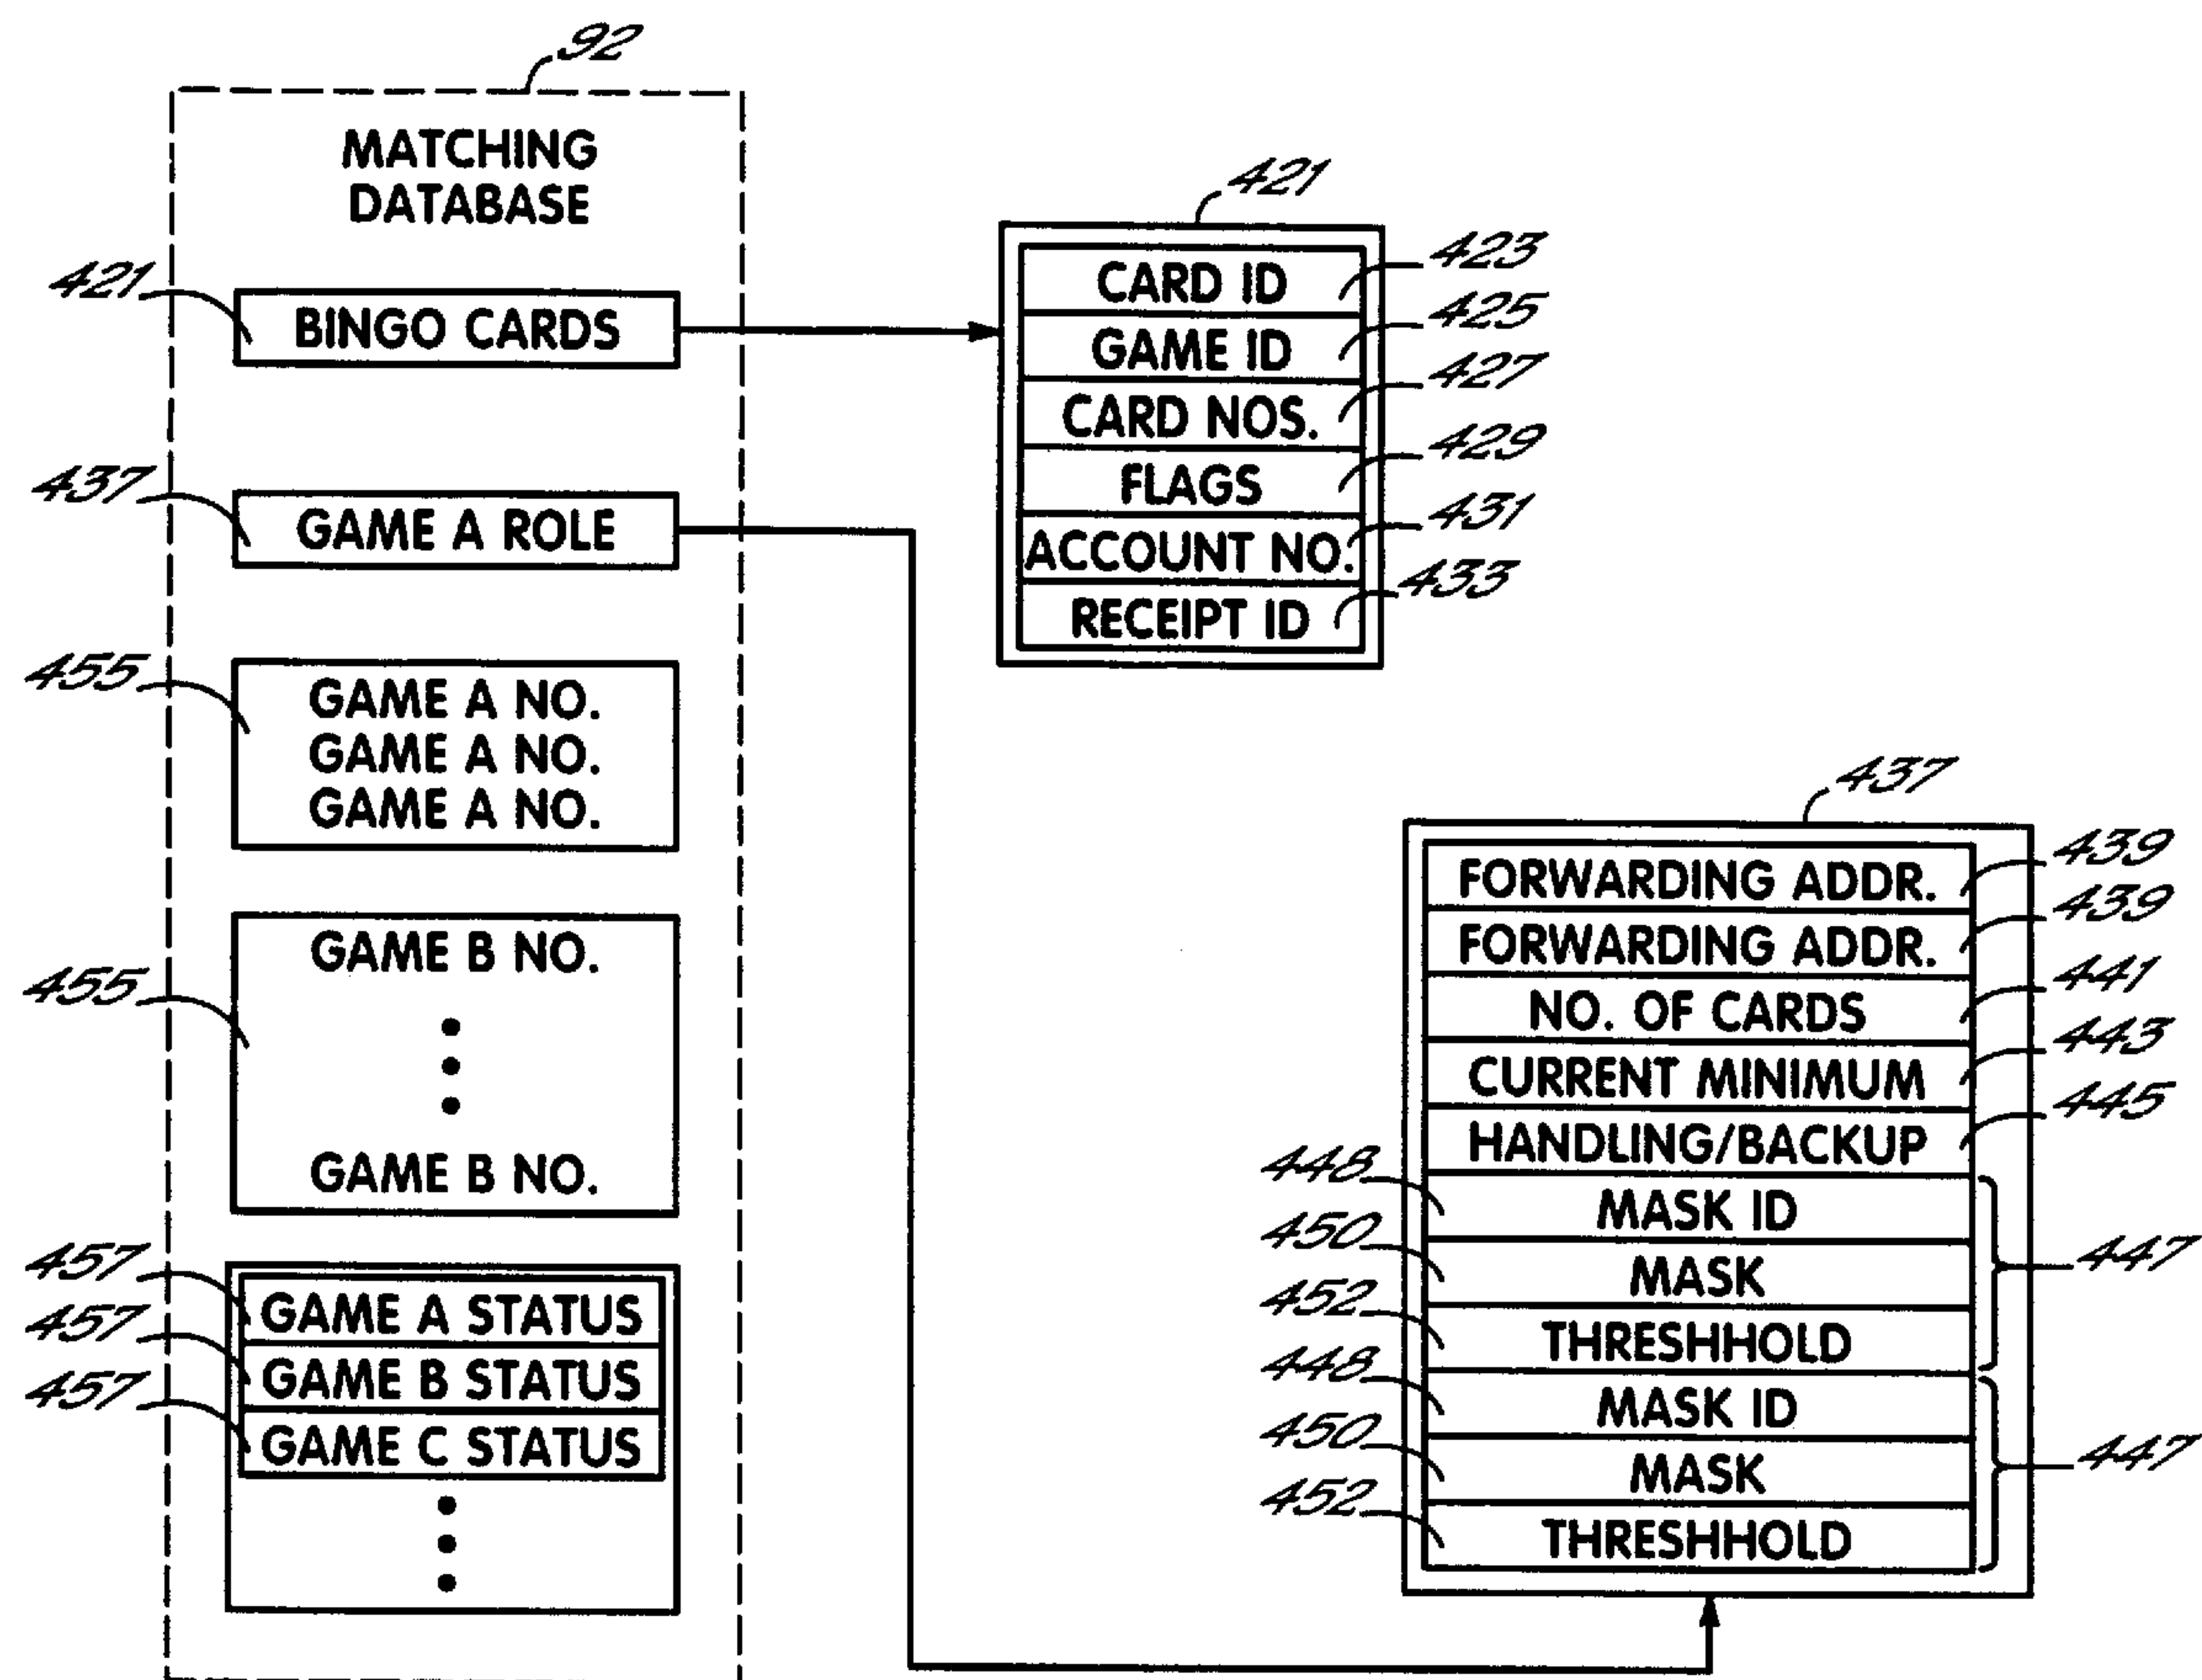 92
MATCHING
DATABASE
421
BINGO CARDS
437
GAME A ROLE
455
GAME A NO.
GAME A NO.
GAME A NO.
455
GAME B NO.
GAME B NO.
457
GAME A STATUS
457
GAME B STATUS
457
GAME C STATUS
421
CARD ID 423
GAME ID 425
CARD NOS. 427
FLAGS 429
ACCOUNT NO. 431
RECEIPT ID 433
437
FORWARDING ADDR. 439
FORWARDING ADDR. 439
NO. OF CARDS 441
CURRENT MINIMUM 443
HANDLING/BACKUP 445
448 MASK ID
450 MASK
452 THRESHHOLD
447
448 MASK ID
450 MASK
452 THRESHHOLD
447